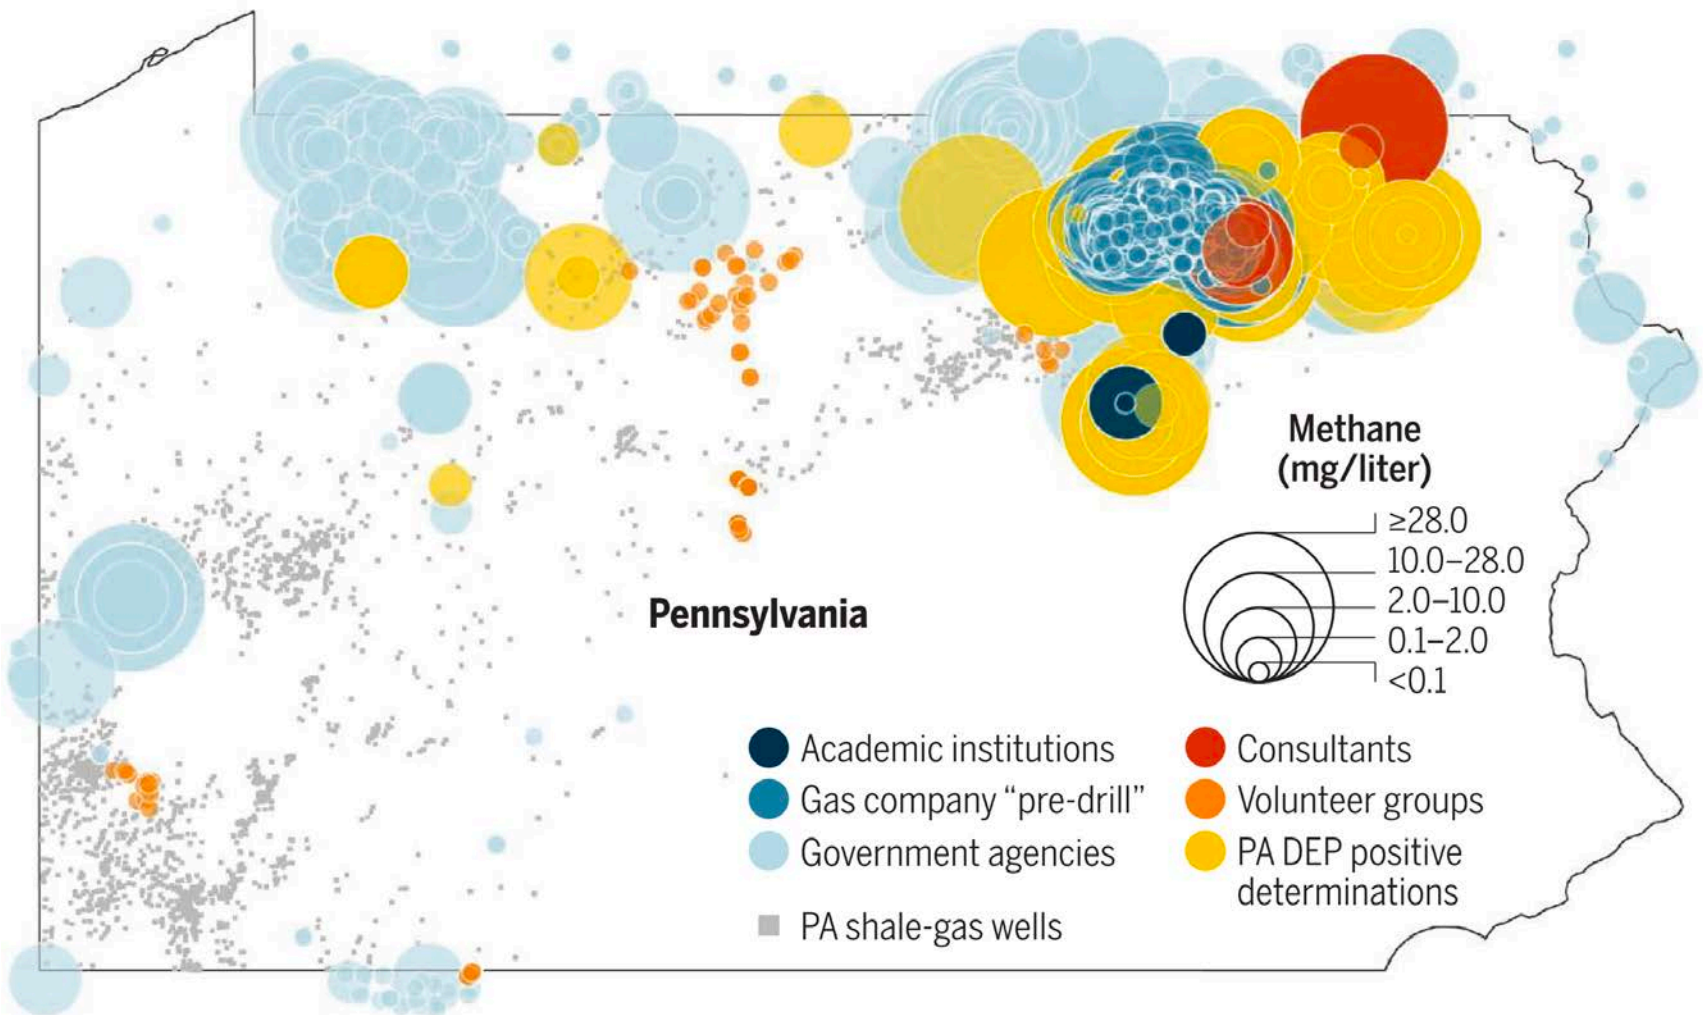 Methane
(mg/liter)
≥28.0
10.0–28.0
2.0–10.0
0.1–2.0
<0.1
Pennsylvania
Academic institutions
Gas company “pre-drill”
Government agencies
PA shale-gas wells
Consultants
Volunteer groups
PA DEP positive
determinations